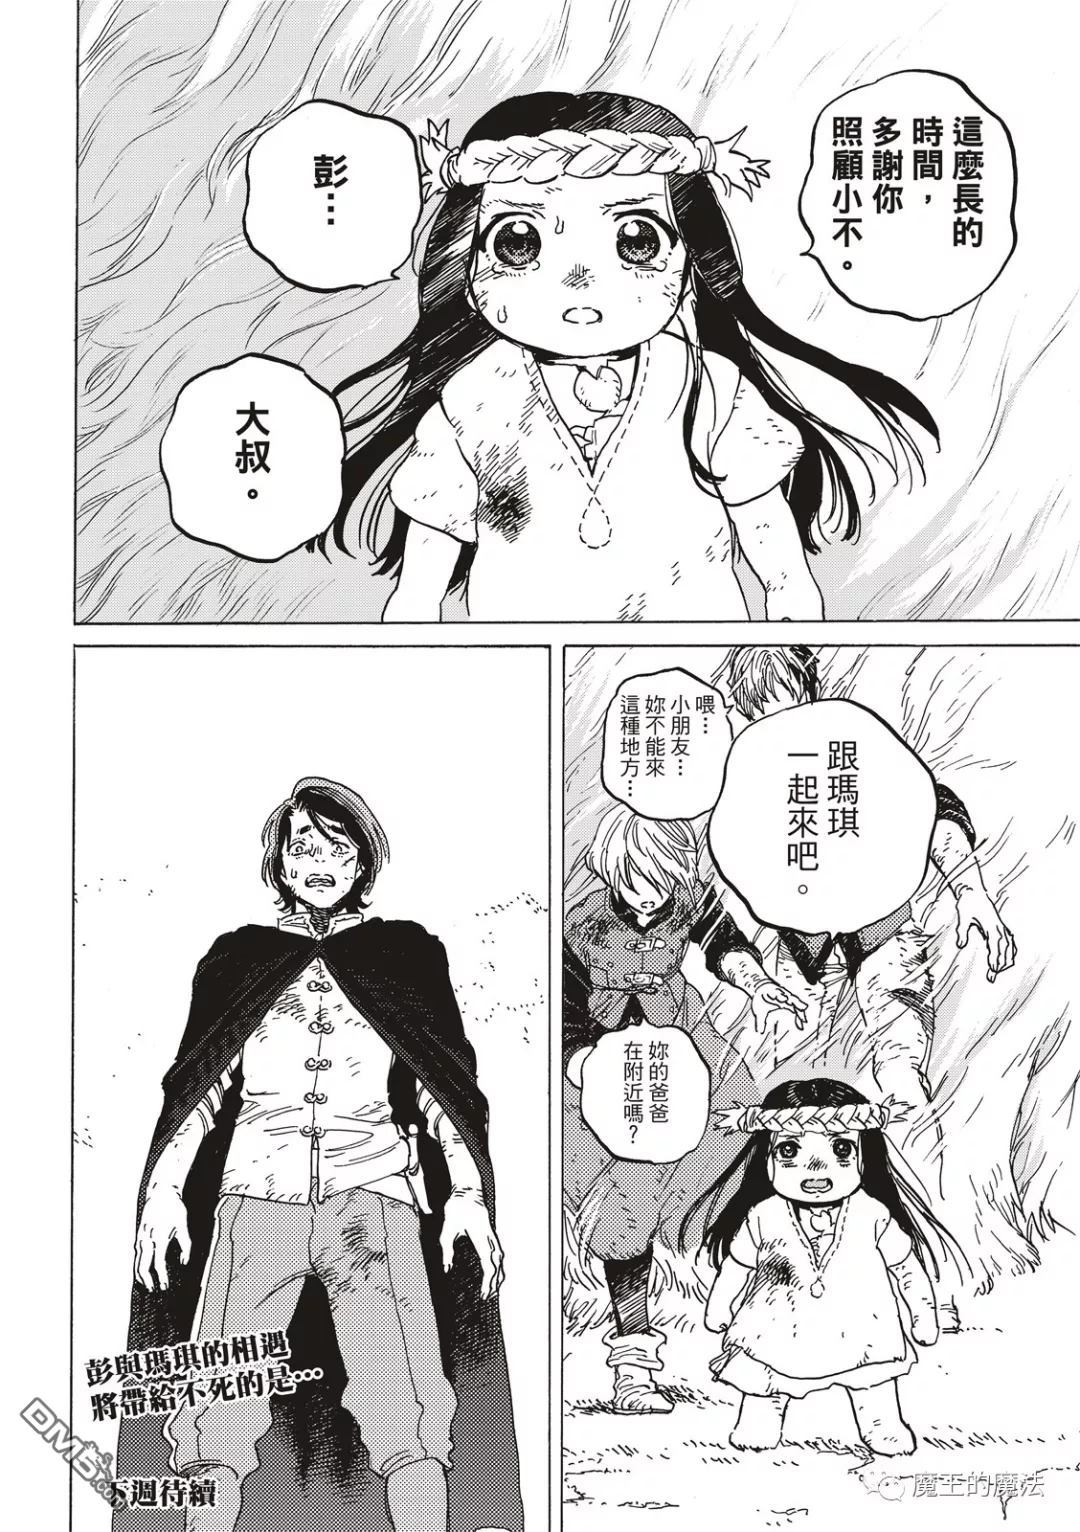 這麼長的
時間，
多謝你
照顧小不。
彭…
大叔。
喂…
小朋友…
妳不能來
這種地方…
跟瑪琪
一起來吧。
妳的爸爸
在附近嗎？
彭與瑪琪的相遇
將帶給不死的是…
下週待續
魔王的魔法